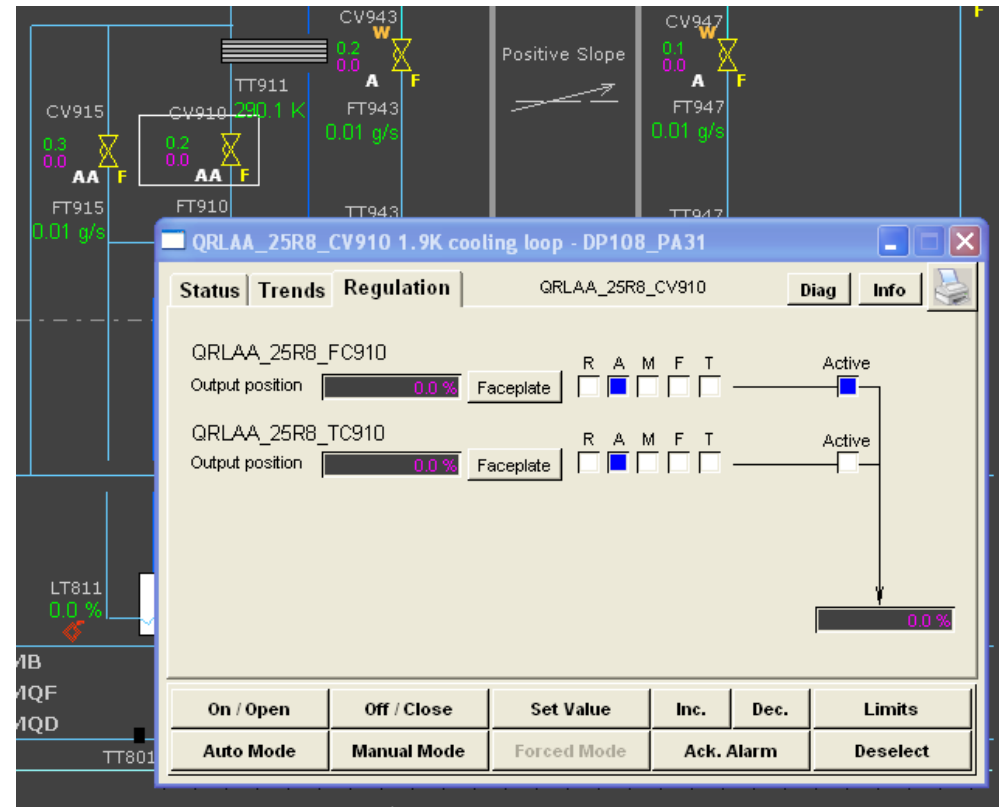 CV943
W
0.2
0.0
A
F
FT943
0.01 g/s
TT943
Positive Slope
CV947
W
0.1
0.0
A
F
FT947
0.01 g/s
TT947
F
TT911
290.1 K
CV915
0.3
0.0
AA
F
FT915
0.01 g/s
CV910
0.2
0.0
AA
F
FT910
QRLAA_25R8_CV910 1.9K cooling loop - DP108_PA31
Status Trends Regulation QRLAA_25R8_CV910 Diag Info
QRLAA_25R8_FC910
R A M F T Active
Output position 0.0 % Faceplate
QRLAA_25R8_TC910
R A M F T Active
Output position 0.0 % Faceplate
0.0 %
On / Open Off / Close Set Value Inc. Dec. Limits
Auto Mode Manual Mode Forced Mode Ack. Alarm Deselect
LT811
0.0 %
MB
MQF
MQD
TT801